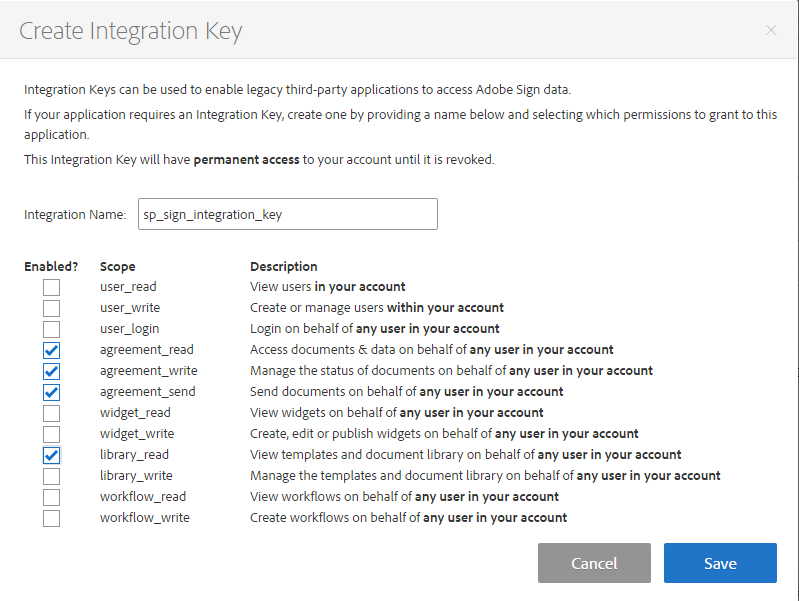 Create Integration Key
Integration Keys can be used to enable legacy third-party applications to access Adobe Sign data.
If your application requires an Integration Key, create one by providing a name below and selecting which permissions to grant to this
application.
This Integration Key will have permanent access to your account until it is revoked.
Integration Name: sp_sign_integration_key
Enabled? Scope Description
user_read View users in your account
user_write Create or manage users within your account
user_login Login on behalf of any user in your account
agreement_read Access documents & data on behalf of any user in your account
agreement_write Manage the status of documents on behalf of any user in your account
agreement_send Send documents on behalf of any user in your account
widget_read View widgets on behalf of any user in your account
widget_write Create, edit or publish widgets on behalf of any user in your account
library_read View templates and document library on behalf of any user in your account
library_write Manage the templates and document library on behalf of any user in your account
workflow_read View workflows on behalf of any user in your account
workflow_write Create workflows on behalf of any user in your account
Cancel Save